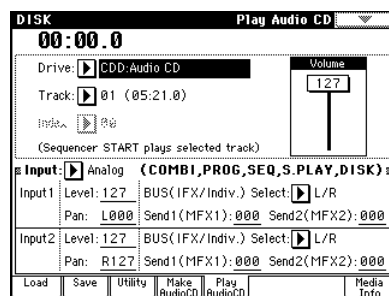 DISK Play Audio CD
00:00.0
Drive: CDD:Audio CD
Volume
127
Track: 01 (05:21.0)
Index
(Sequencer START plays selected track)
Input: Analog (COMBI,PROG,SEQ,S.PLAY,DISK)
Input1 Level: 127 BUS(IFX/Indiv.) Select: L/R
Pan: L000 Send1(MFX1): 000 Send2(MFX2): 000
Input2 Level: 127 BUS(IFX/Indiv.) Select: L/R
Pan: R127 Send1(MFX1): 000 Send2(MFX2): 000
Load Save Utility Make AudioCD Play AudioCD Media Info